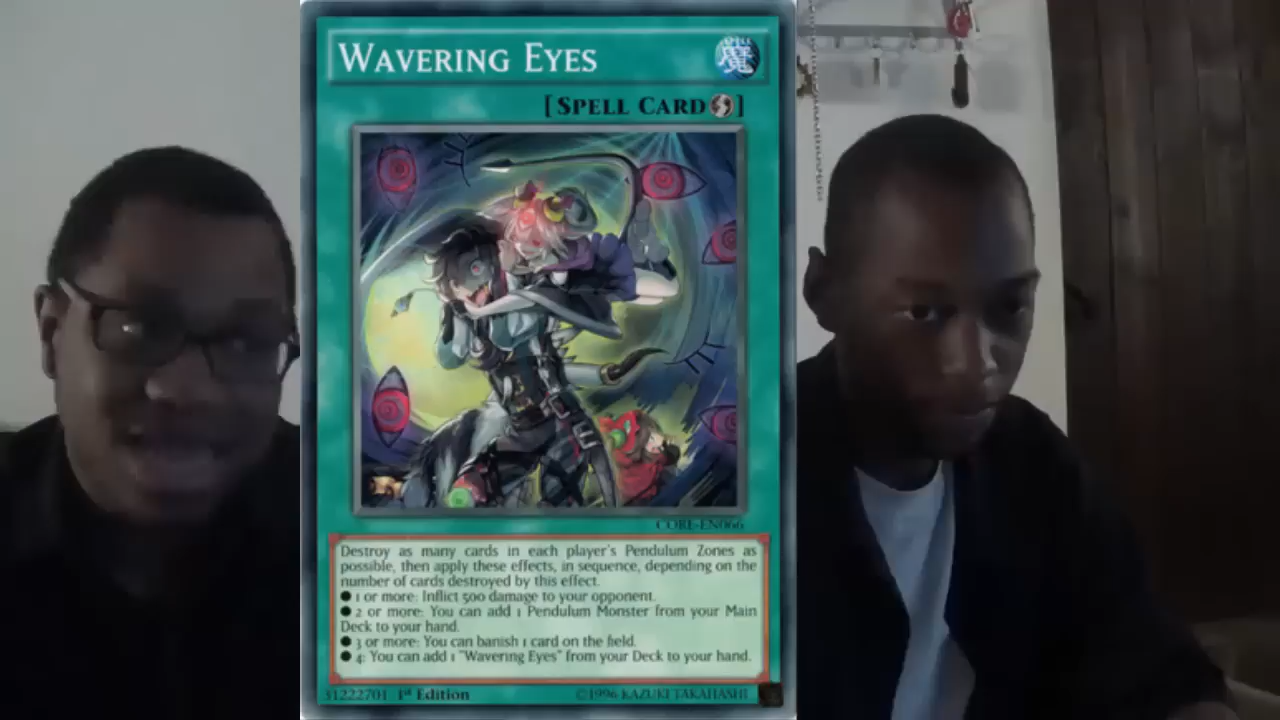 WAVERING EYES
SPELL
魔
[SPELL CARD]
CORE-EN066
Destroy as many cards in each player's Pendulum Zones as
possible, then apply these effects, in sequence, depending on the
number of cards destroyed by this effect.
● 1 or more: Inflict 500 damage to your opponent.
● 2 or more: You can add 1 Pendulum Monster from your Main
Deck to your hand.
● 3 or more: You can banish 1 card on the field.
● 4: You can add 1 "Wavering Eyes" from your Deck to your hand.
31222701 1st Edition ©1996 KAZUKI TAKAHASHI